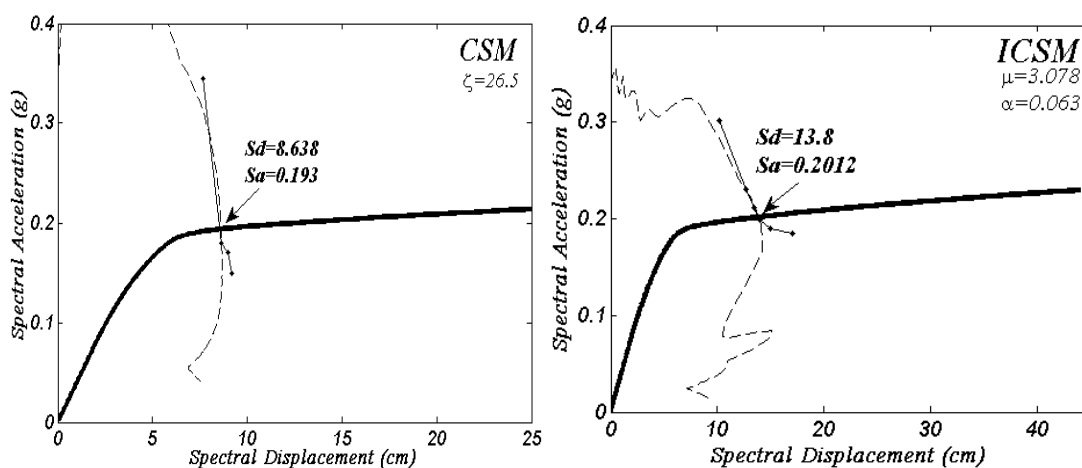 CSM
ζ=26.5
Sd=8.638
Sa=0.193
Spectral Acceleration (g)
0.4
0.3
0.2
0.1
0
0
5
10
15
20
25
Spectral Displacement (cm)
ICSM
μ=3.078
α=0.063
Sd=13.8
Sa=0.2012
Spectral Acceleration (g)
0.4
0.3
0.2
0.1
0
0
10
20
30
40
Spectral Displacement (cm)